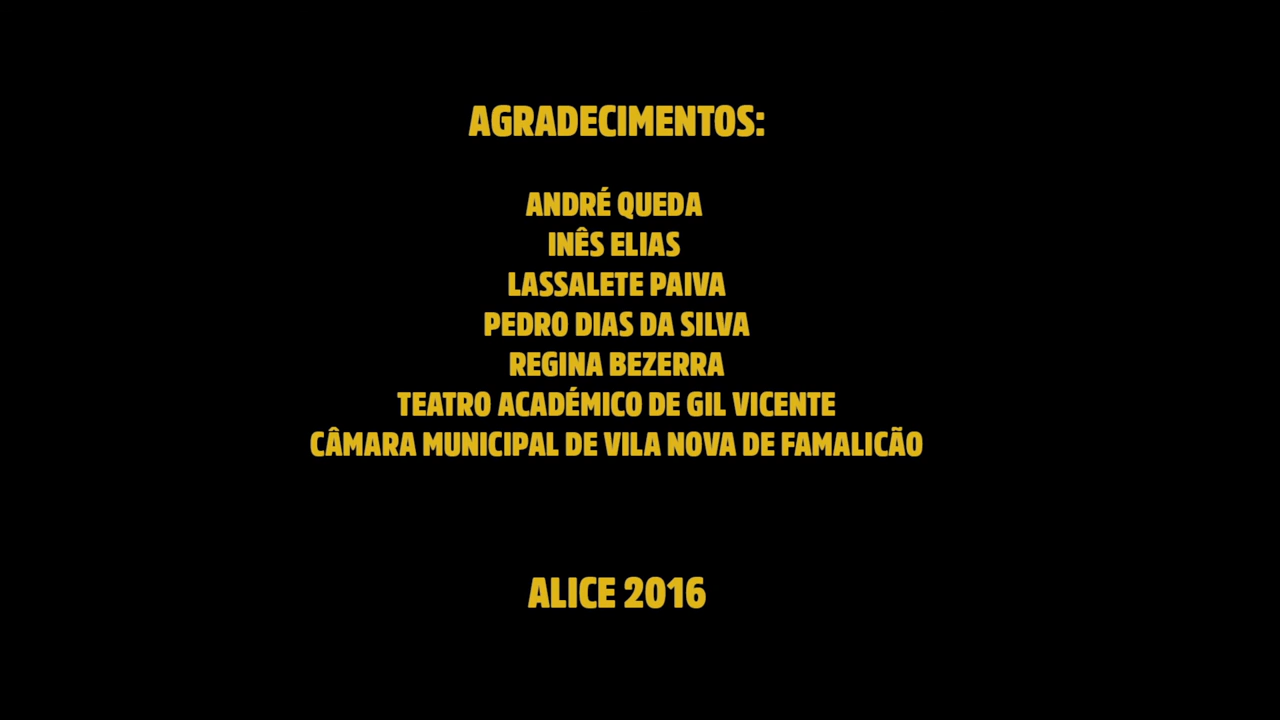 AGRADECIMENTOS:
ANDRÉ QUEDA
INÊS ELIAS
LASSALETE PAIVA
PEDRO DIAS DA SILVA
REGINA BEZERRA
TEATRO ACADÉMICO DE GIL VICENTE
CÂMARA MUNICIPAL DE VILA NOVA DE FAMALICÃO
ALICE 2016